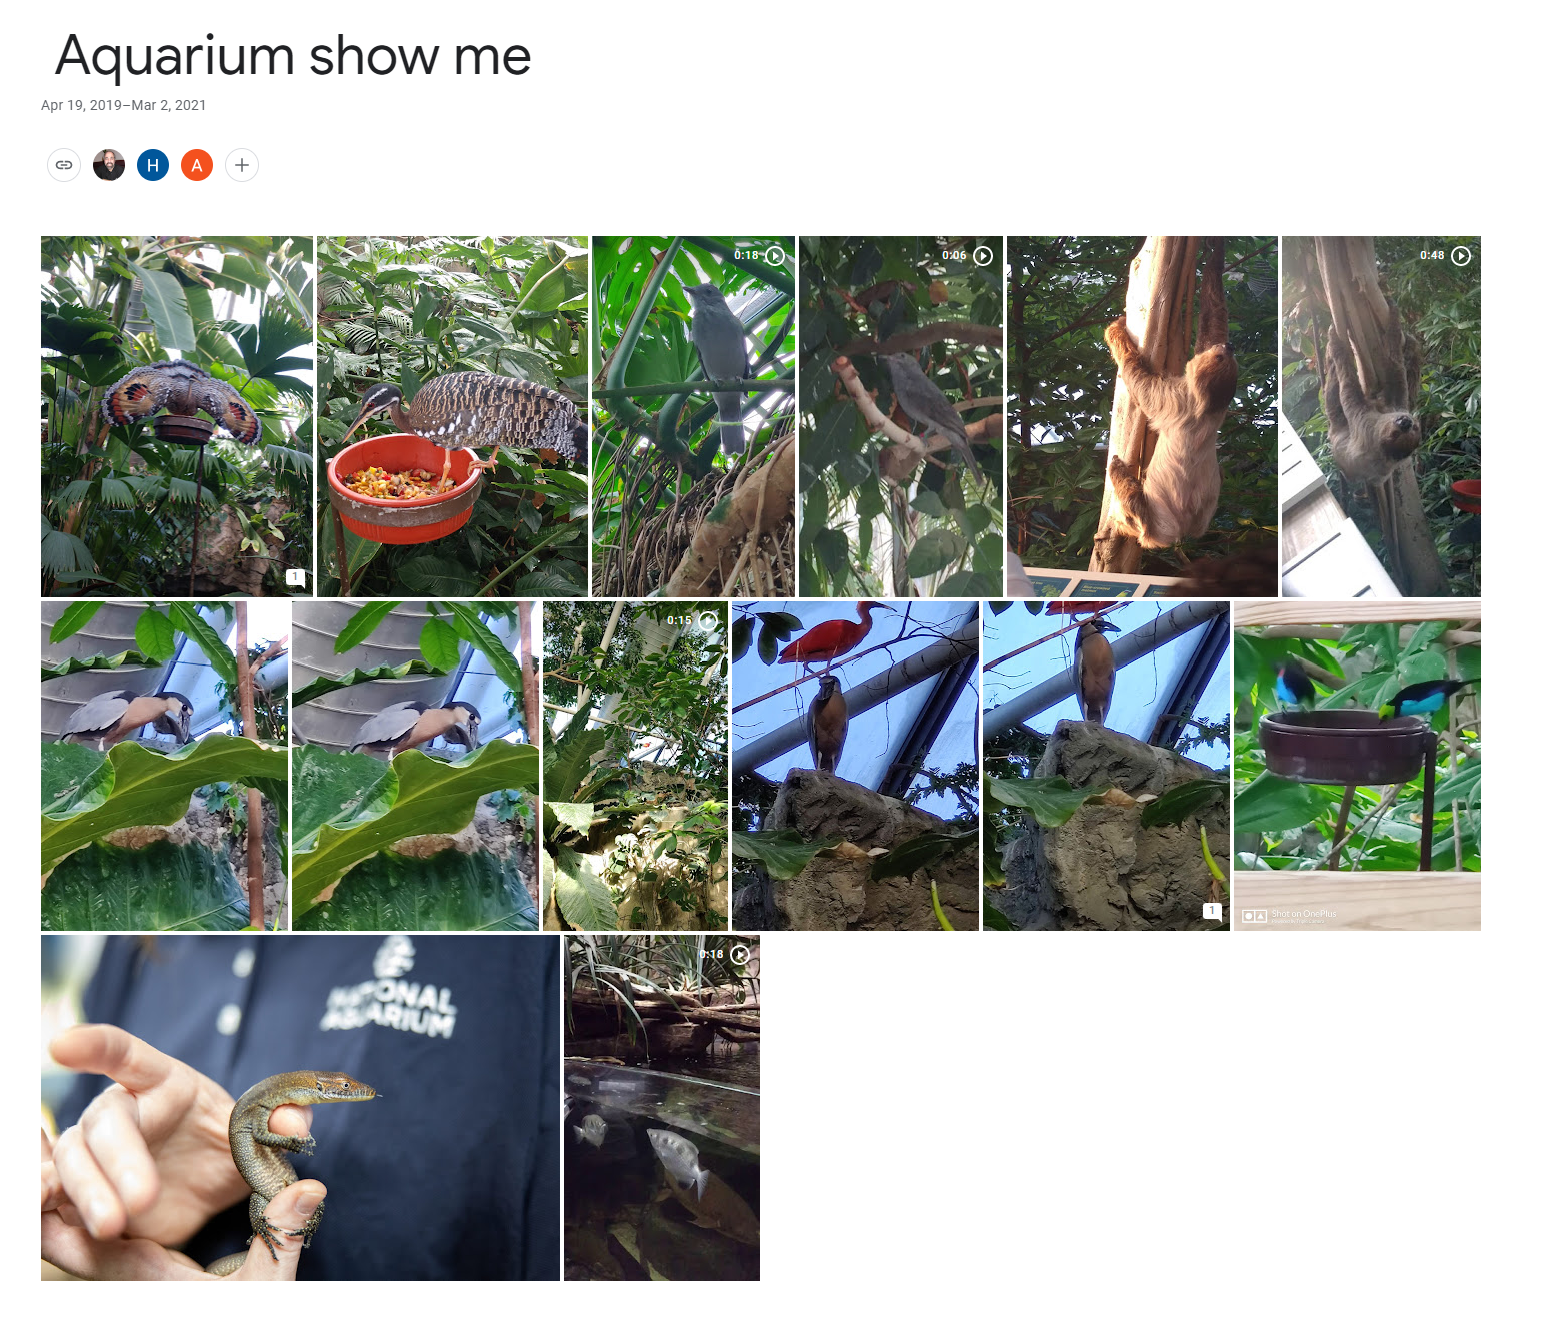 Aquarium show me
Apr 19, 2019–Mar 2, 2021
H
A
0:18
0:06
0:48
1
0:15
1
Shot on OnePlus
NATIONAL
AQUARIUM
0:18